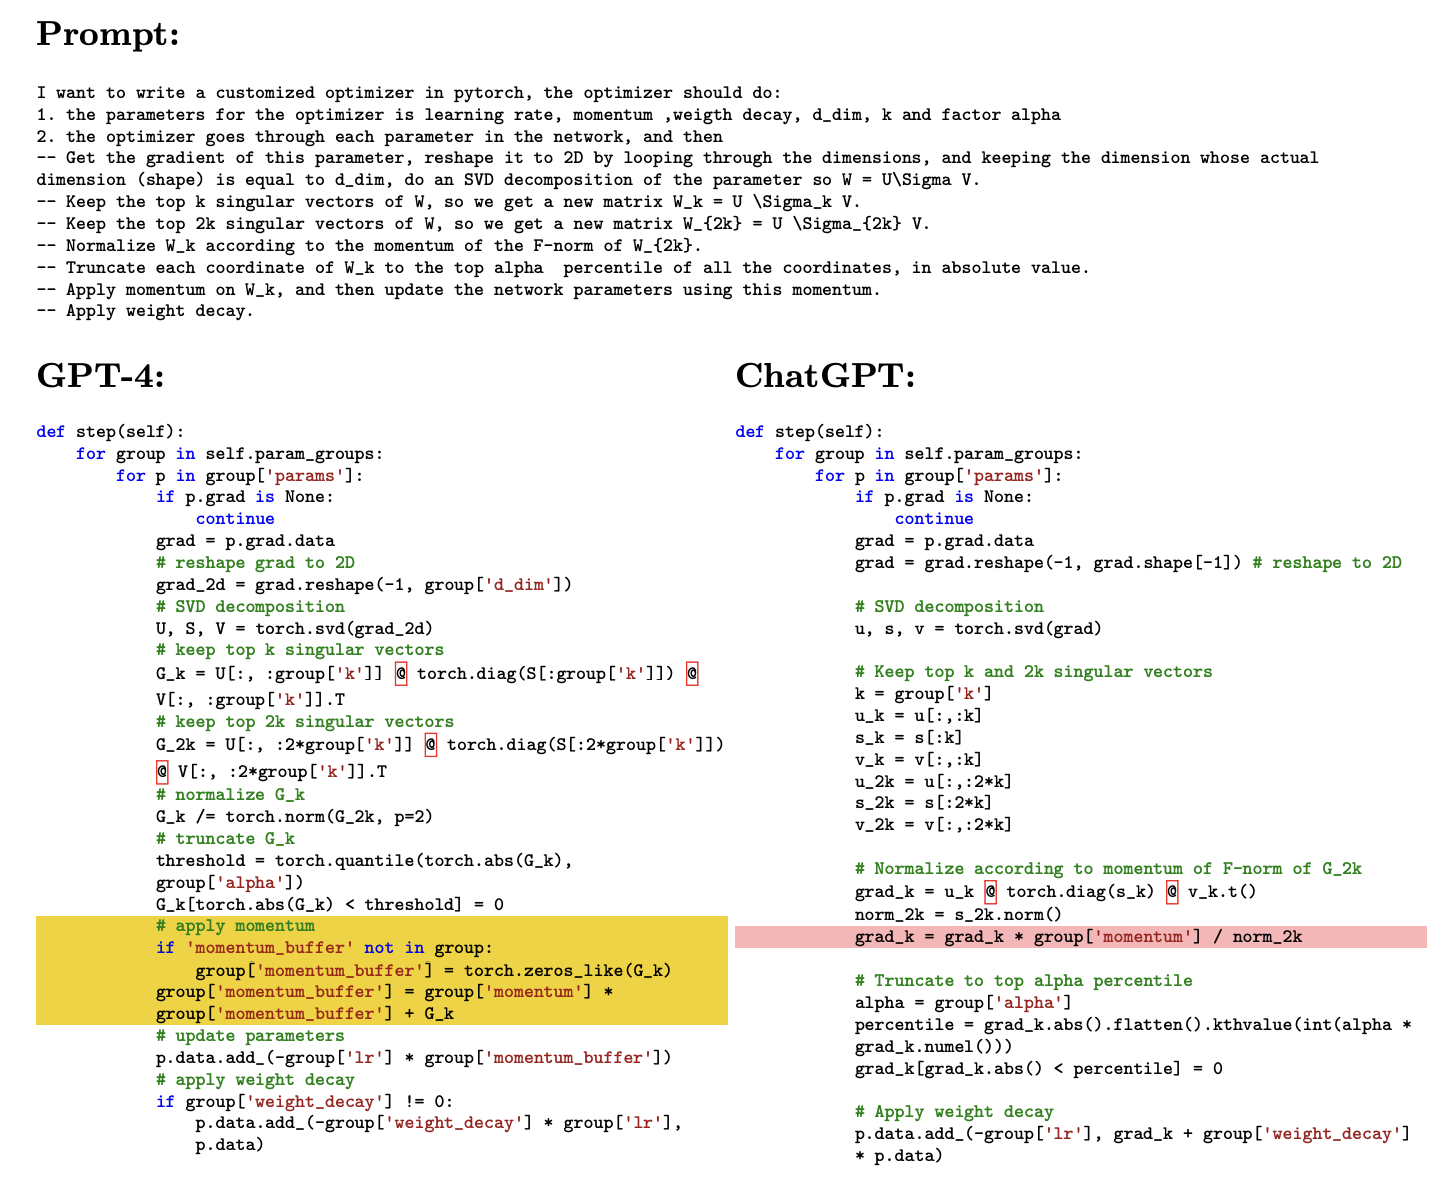 Prompt:
I want to write a customized optimizer in pytorch, the optimizer should do:
1. the parameters for the optimizer is learning rate, momentum ,weigth decay, d_dim, k and factor alpha
2. the optimizer goes through each parameter in the network, and then
-- Get the gradient of this parameter, reshape it to 2D by looping through the dimensions, and keeping the dimension whose actual
dimension (shape) is equal to d_dim, do an SVD decomposition of the parameter so W = U\Sigma V.
-- Keep the top k singular vectors of W, so we get a new matrix W_k = U \Sigma_k V.
-- Keep the top 2k singular vectors of W, so we get a new matrix W_{2k} = U \Sigma_{2k} V.
-- Normalize W_k according to the momentum of the F-norm of W_{2k}.
-- Truncate each coordinate of W_k to the top alpha  percentile of all the coordinates, in absolute value.
-- Apply momentum on W_k, and then update the network parameters using this momentum.
-- Apply weight decay.
GPT-4:
def step(self):
    for group in self.param_groups:
        for p in group['params']:
            if p.grad is None:
                continue
            grad = p.grad.data
            # reshape grad to 2D
            grad_2d = grad.reshape(-1, group['d_dim'])
            # SVD decomposition
            U, S, V = torch.svd(grad_2d)
            # keep top k singular vectors
            G_k = U[:, :group['k']] @ torch.diag(S[:group['k']]) @
            V[:, :group['k']].T
            # keep top 2k singular vectors
            G_2k = U[:, :2*group['k']] @ torch.diag(S[:2*group['k']])
            @ V[:, :2*group['k']].T
            # normalize G_k
            G_k /= torch.norm(G_2k, p=2)
            # truncate G_k
            threshold = torch.quantile(torch.abs(G_k),
            group['alpha'])
            G_k[torch.abs(G_k) < threshold] = 0
            # apply momentum
            if 'momentum_buffer' not in group:
                group['momentum_buffer'] = torch.zeros_like(G_k)
            group['momentum_buffer'] = group['momentum'] *
            group['momentum_buffer'] + G_k
            # update parameters
            p.data.add_(-group['lr'] * group['momentum_buffer'])
            # apply weight decay
            if group['weight_decay'] != 0:
                p.data.add_(-group['weight_decay'] * group['lr'],
                p.data)
ChatGPT:
def step(self):
    for group in self.param_groups:
        for p in group['params']:
            if p.grad is None:
                continue
            grad = p.grad.data
            grad = grad.reshape(-1, grad.shape[-1]) # reshape to 2D
            # SVD decomposition
            u, s, v = torch.svd(grad)
            # Keep top k and 2k singular vectors
            k = group['k']
            u_k = u[:,:k]
            s_k = s[:k]
            v_k = v[:,:k]
            u_2k = u[:,:2*k]
            s_2k = s[:2*k]
            v_2k = v[:,:2*k]
            # Normalize according to momentum of F-norm of G_2k
            grad_k = u_k @ torch.diag(s_k) @ v_k.t()
            norm_2k = s_2k.norm()
            grad_k = grad_k * group['momentum'] / norm_2k
            # Truncate to top alpha percentile
            alpha = group['alpha']
            percentile = grad_k.abs().flatten().kthvalue(int(alpha *
            grad_k.numel()))
            grad_k[grad_k.abs() < percentile] = 0
            # Apply weight decay
            p.data.add_(-group['lr'], grad_k + group['weight_decay']
            * p.data)